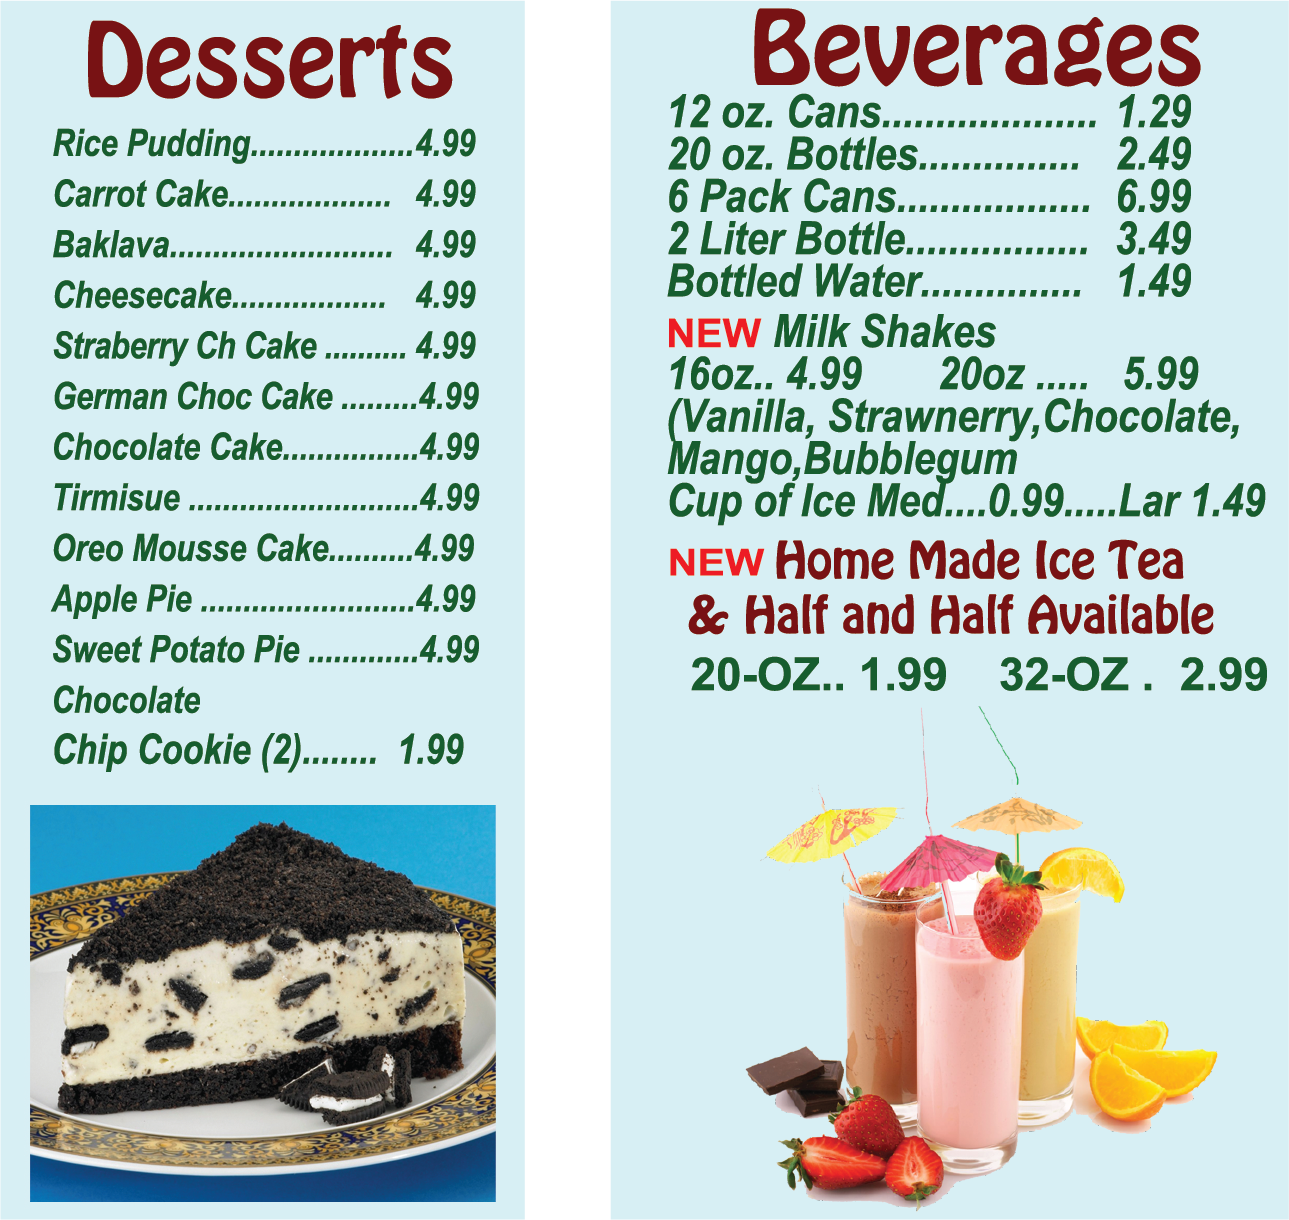 Desserts
Rice Pudding...................4.99
Carrot Cake................... 4.99
Baklava.......................... 4.99
Cheesecake.................. 4.99
Straberry Ch Cake .......... 4.99
German Choc Cake .........4.99
Chocolate Cake................4.99
Tirmisue ...........................4.99
Oreo Mousse Cake..........4.99
Apple Pie .........................4.99
Sweet Potato Pie .............4.99
Chocolate
Chip Cookie (2)........ 1.99
Beverages
12 oz. Cans.................... 1.29
20 oz. Bottles............... 2.49
6 Pack Cans.................. 6.99
2 Liter Bottle................. 3.49
Bottled Water............... 1.49
NEW Milk Shakes
16oz.. 4.99 20oz ..... 5.99
(Vanilla, Strawnerry,Chocolate,
Mango,Bubblegum
Cup of Ice Med....0.99.....Lar 1.49
NEW Home Made Ice Tea
& Half and Half Available
20-OZ.. 1.99 32-OZ . 2.99